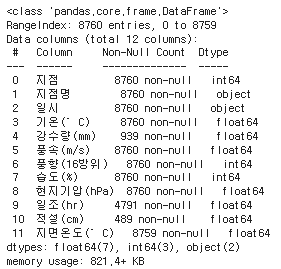 <class 'pandas.core.frame.DataFrame'>
RangeIndex: 8760 entries, 0 to 8759
Data columns (total 12 columns):
 #   Column      Non-Null Count  Dtype
---  ------      --------------  -----
 0   지점          8760 non-null   int64
 1   지점명         8760 non-null   object
 2   일시          8760 non-null   object
 3   기온(°C)      8760 non-null   float64
 4   강수량(mm)     939 non-null    float64
 5   풍속(m/s)     8760 non-null   float64
 6   풍향(16방위)    8760 non-null   int64
 7   습도(%)       8760 non-null   int64
 8   현지기압(hPa)   8760 non-null   float64
 9   일조(hr)      4791 non-null   float64
 10  적설(cm)      489 non-null    float64
 11  지면온도(°C)    8759 non-null   float64
dtypes: float64(7), int64(3), object(2)
memory usage: 821.4+ KB